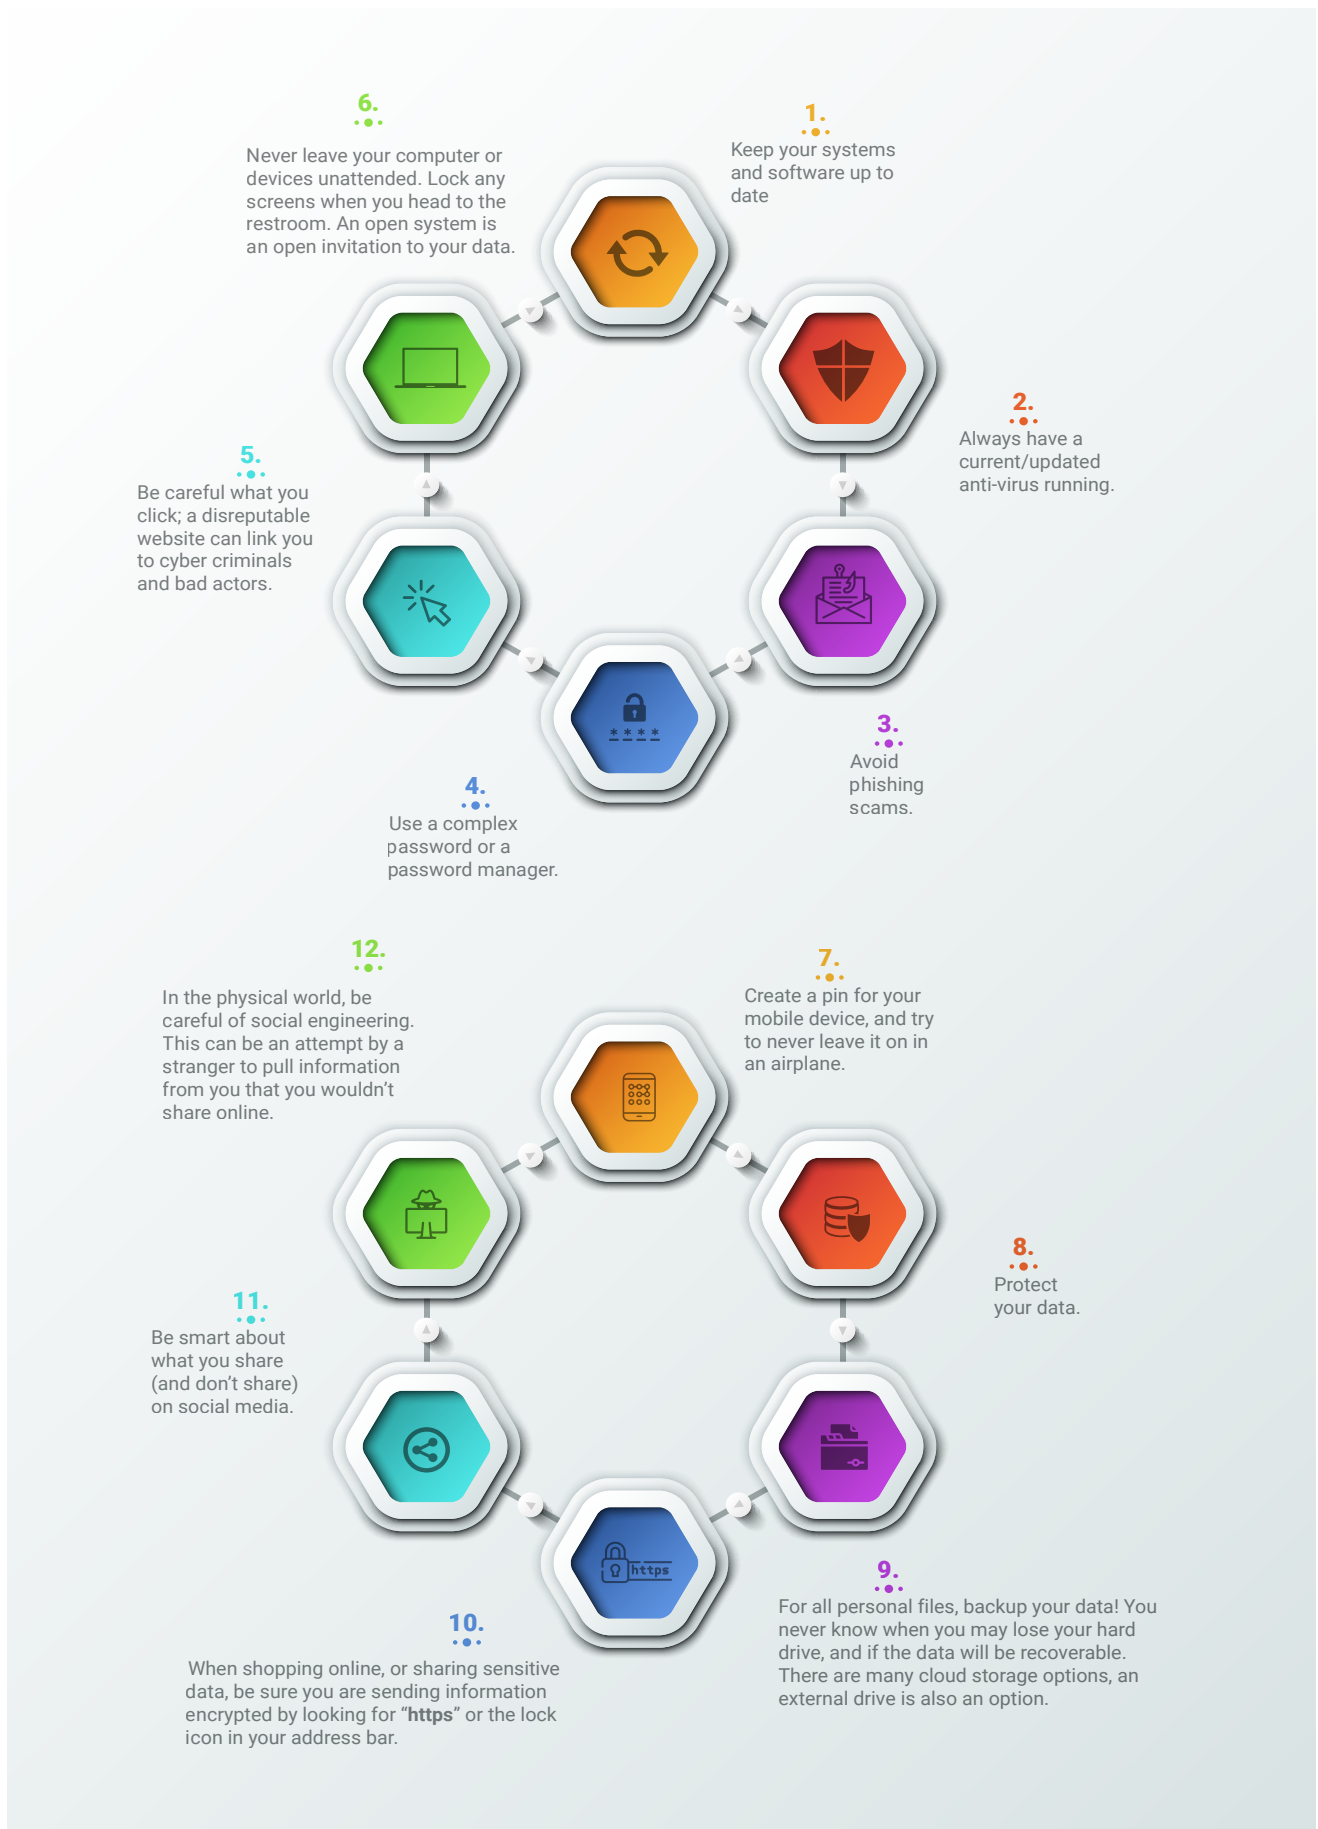 1.
Keep your systems
and software up to
date
2.
Always have a
current/updated
anti-virus running.
3.
Avoid
phishing
scams.
4.
Use a complex
password or a
password manager.
****
5.
Be careful what you
click; a disreputable
website can link you
to cyber criminals
and bad actors.
6.
Never leave your computer or
devices unattended. Lock any
screens when you head to the
restroom. An open system is
an open invitation to your data.
7.
Create a pin for your
mobile device, and try
to never leave it on in
an airplane.
8.
Protect
your data.
9.
For all personal files, backup your data! You
never know when you may lose your hard
drive, and if the data will be recoverable.
There are many cloud storage options, an
external drive is also an option.
https
10.
When shopping online, or sharing sensitive
data, be sure you are sending information
encrypted by looking for “https” or the lock
icon in your address bar.
11.
Be smart about
what you share
(and don’t share)
on social media.
12.
In the physical world, be
careful of social engineering.
This can be an attempt by a
stranger to pull information
from you that you wouldn’t
share online.